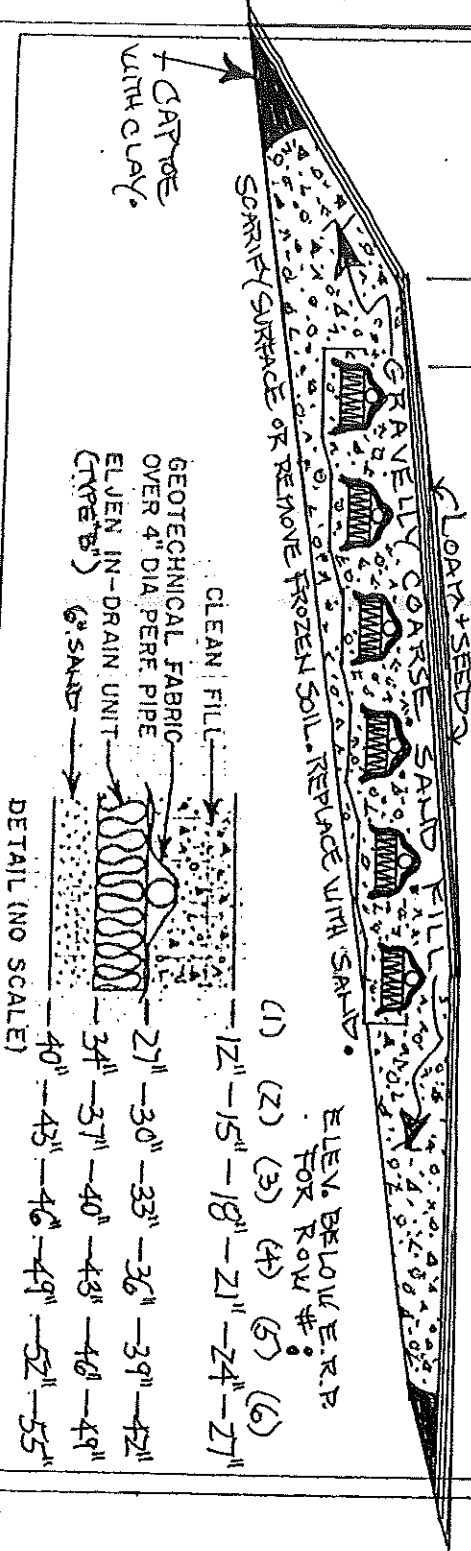 LOAM + SEED
GRAVELLY COARSE SAND FILL
CAP TOE
WITH CLAY.
SCARIFY SURFACE OR REMOVE FROZEN SOIL. REPLACE WITH SAND.
ELEV. BELOW E.R.P.
FOR ROW #:
(1) (2) (3) (4) (5) (6)
CLEAN FILL 12" - 15" - 18" - 21" - 24" - 27"
GEOTECHNICAL FABRIC
OVER 4" DIA PERF. PIPE 27" - 30" - 33" - 36" - 39" - 42"
ELJEN IN-DRAIN UNIT 34" - 37" - 40" - 43" - 46" - 49"
(TYPE "B") 6" SAND 40" - 43" - 46" - 49" - 52" - 55"
DETAIL (NO SCALE)